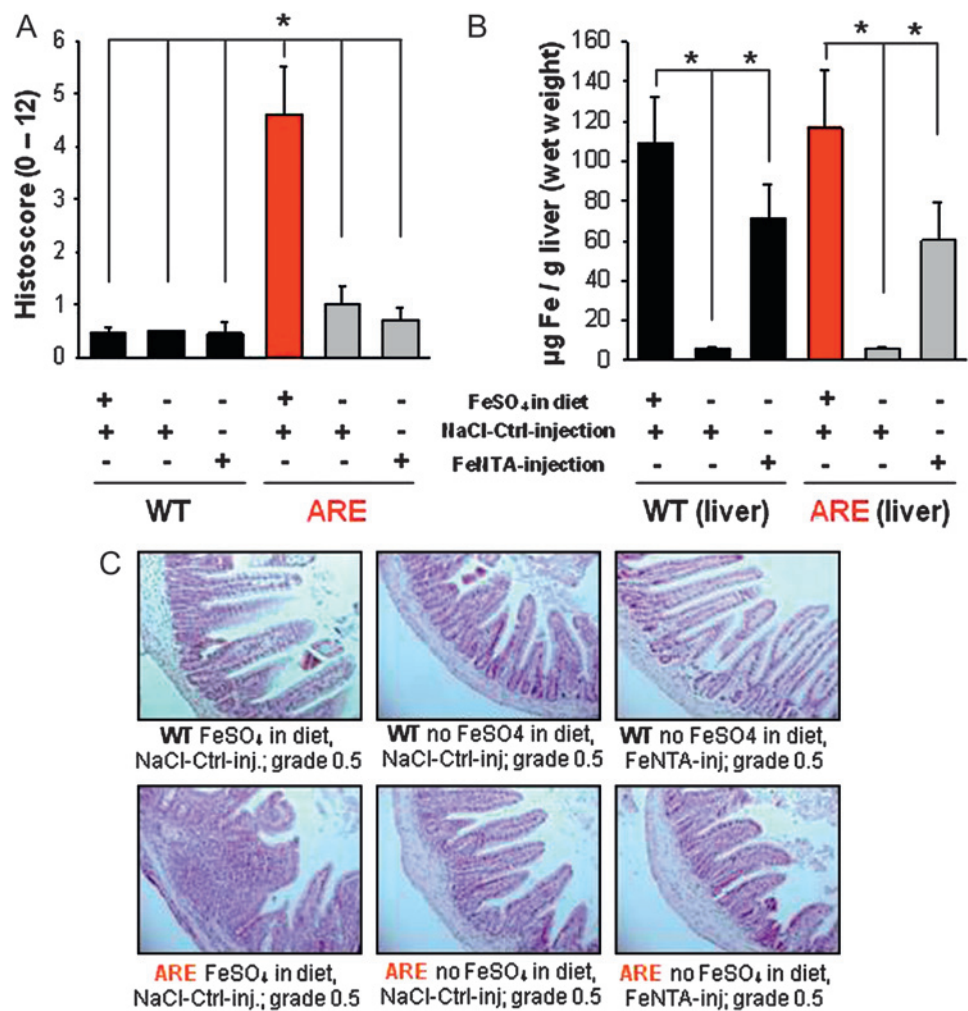 A
*
Histoscore (0 – 12)
6
5
4
3
2
1
0
B
* * * *
µg Fe / g liver (wet weight)
160
140
120
100
80
60
40
20
0
+ - - + - - FeSO₄ in diet + - - + - -
+ + - + + - NaCl-Ctrl-injection + + - + + -
- - + - - + FeNTA-injection - - + - - +
WT ARE WT (liver) ARE (liver)
C
WT FeSO₄ in diet,
NaCl-Ctrl-inj.; grade 0.5
WT no FeSO4 in diet,
NaCl-Ctrl-inj; grade 0.5
WT no FeSO4 in diet,
FeNTA-inj; grade 0.5
ARE FeSO₄ in diet,
NaCl-Ctrl-inj.; grade 0.5
ARE no FeSO₄ in diet,
NaCl-Ctrl-inj; grade 0.5
ARE no FeSO₄ in diet,
FeNTA-inj; grade 0.5